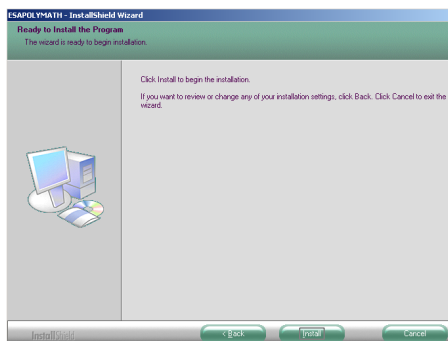 ESAPOLYMATH - InstallShield Wizard
Ready to Install the Program
The wizard is ready to begin installation.
Click Install to begin the installation.
If you want to review or change any of your installation settings, click Back. Click Cancel to exit the
wizard.
InstallShield
< Back
Install
Cancel